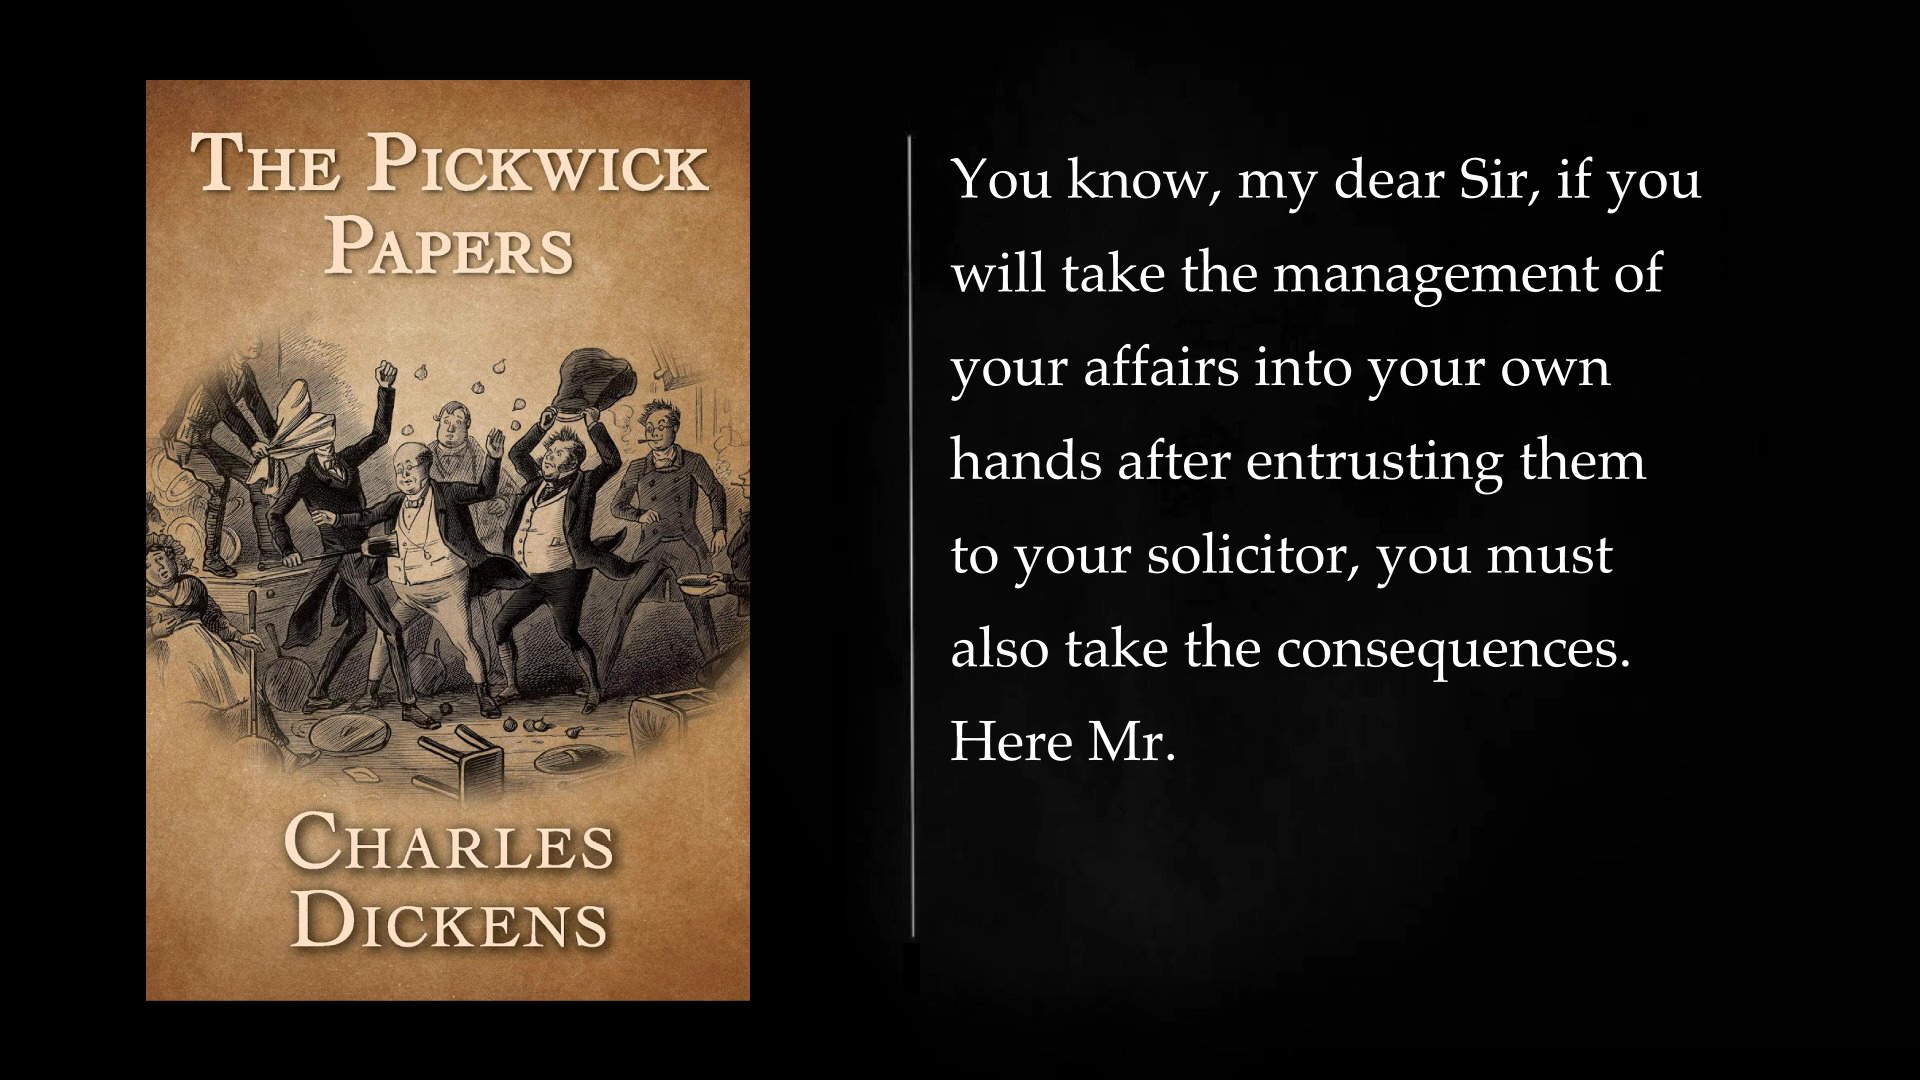 THE PICKWICK
PAPERS
CHARLES
DICKENS
You know, my dear Sir, if you
will take the management of
your affairs into your own
hands after entrusting them
to your solicitor, you must
also take the consequences.
Here Mr.